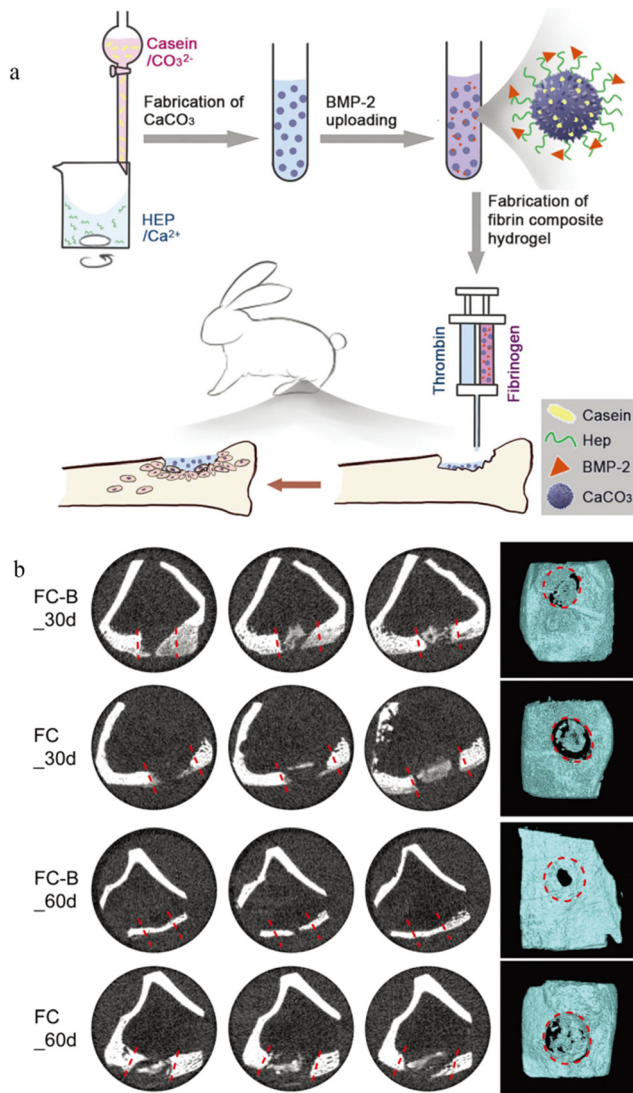 a
Casein
/CO₃²⁻
Fabrication of
CaCO₃
BMP-2
uploading
HEP
/Ca²⁺
Fabrication of
fibrin composite
hydrogel
Thrombin
Fibrinogen
Casein
Hep
BMP-2
CaCO₃
b
FC-B
_30d
FC
_30d
FC-B
_60d
FC
_60d